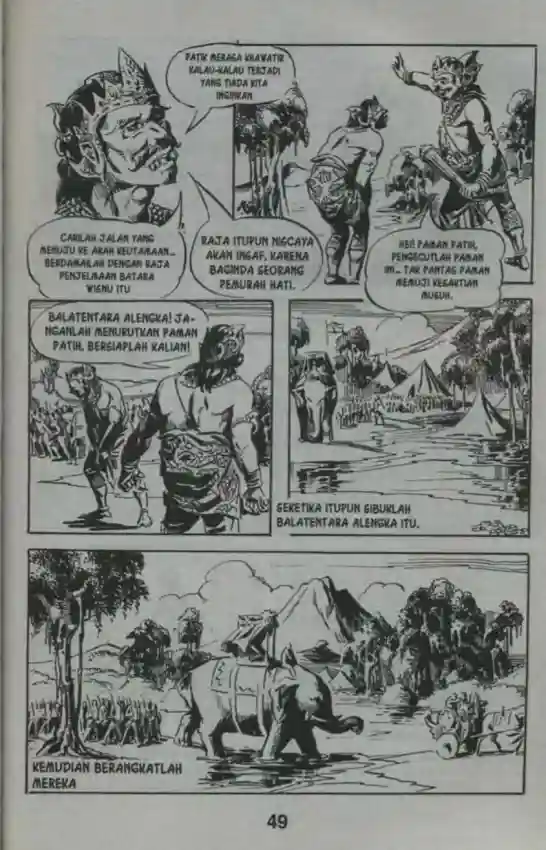 PATIK MERASA KHAWATIR
KALAU-KALAU TERJADI
YANG TIADA KITA
INGINKAN
CARILAH JALAN YANG
MENUJU KE ARAH KEUTAMAAN...
BERDAMAILAH DENGAN RAJA
PENJELMAAN BATARA
WISNU ITU
RAJA ITUPUN NISCAYA
AKAN INSAF, KARENA
BAGINDA SEORANG
PEMURAH HATI.
HEI! PAMAN PATIH,
PENGECUTLAH PAMAN
INI... TAK PANTAS PAMAN
MEMUJI KESAKTIAN
MUSUH.
BALATENTARA ALENGKA! JA-
NGANLAH MENURUTKAN PAMAN
PATIH, BERSIAPLAH KALIAN!
SEKETIKA ITUPUN SIBUKLAH
BALATENTARA ALENGKA ITU.
KEMUDIAN BERANGKATLAH
MEREKA
49